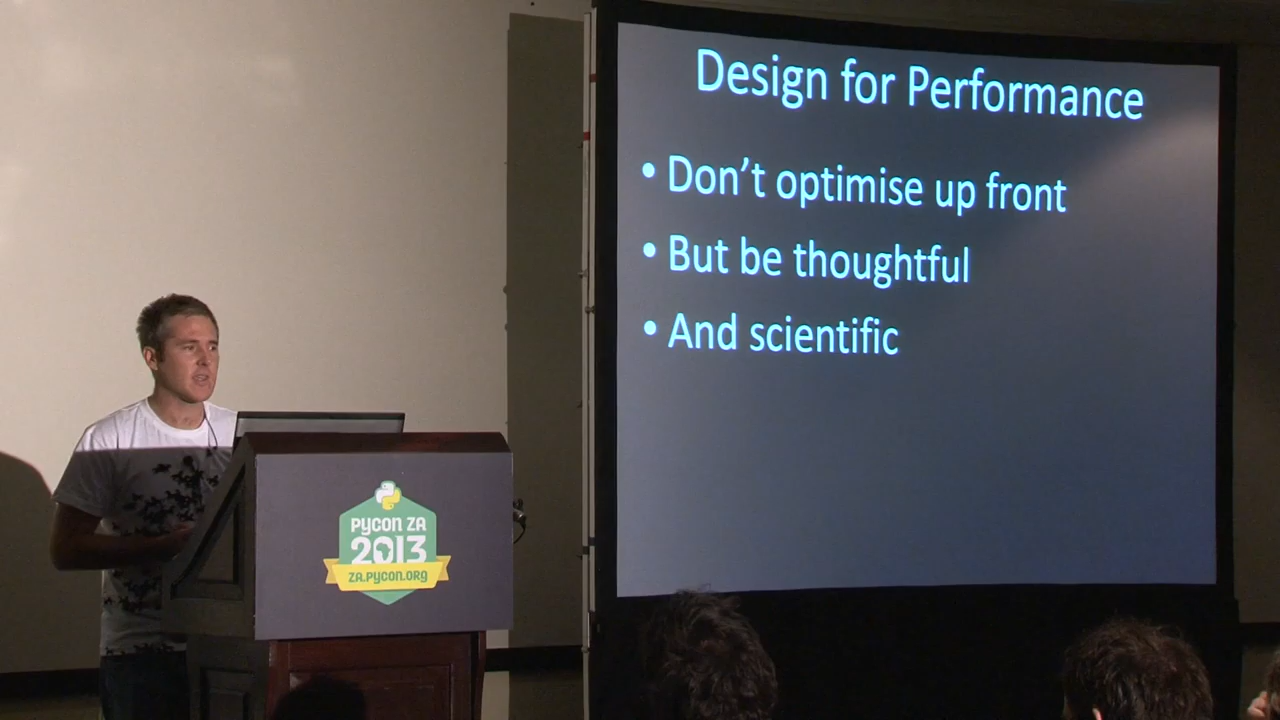 Design for Performance
• Don't optimise up front
• But be thoughtful
• And scientific
PYCON ZA
2013
ZA.PYCON.ORG